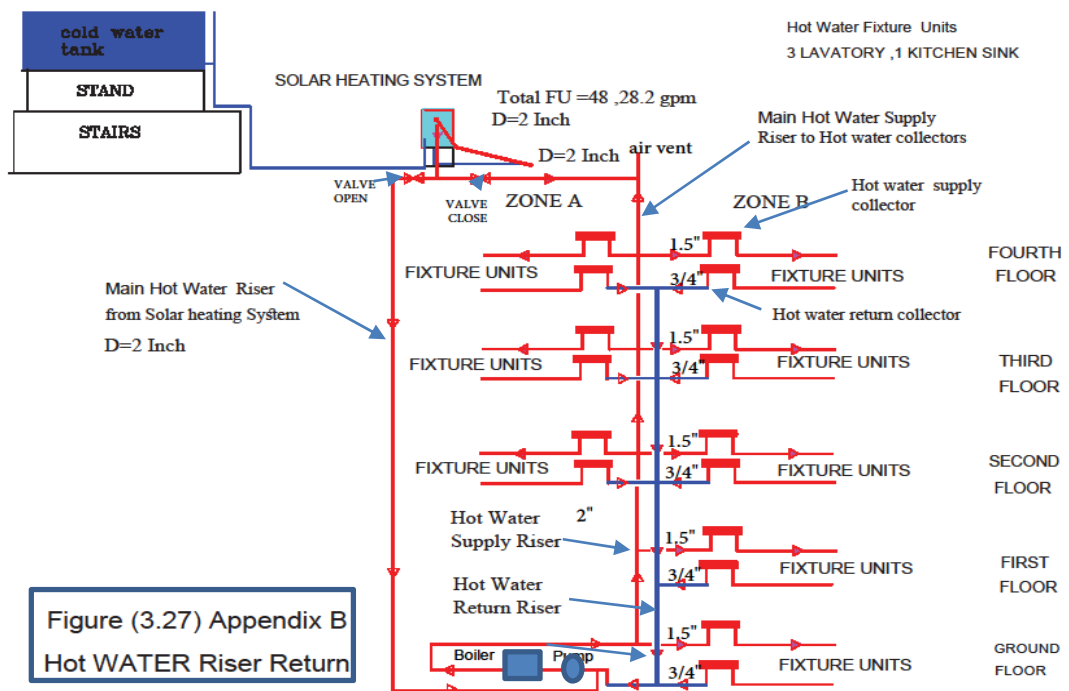 cold water
tank
STAND
STAIRS
SOLAR HEATING SYSTEM
Hot Water Fixture Units
3 LAVATORY ,1 KITCHEN SINK
Total FU =48 ,28.2 gpm
D=2 Inch
D=2 Inch
air vent
Main Hot Water Supply
Riser to Hot water collectors
VALVE
OPEN
VALVE
CLOSE
ZONE A
ZONE B
Hot water supply
collector
1.5"
FIXTURE UNITS
3/4"
FIXTURE UNITS
FOURTH
FLOOR
Main Hot Water Riser
from Solar heating System
D=2 Inch
Hot water return collector
1.5"
FIXTURE UNITS
3/4"
FIXTURE UNITS
THIRD
FLOOR
1.5"
FIXTURE UNITS
3/4"
FIXTURE UNITS
SECOND
FLOOR
Hot Water
Supply Riser
2"
1.5"
3/4"
FIXTURE UNITS
FIRST
FLOOR
Hot Water
Return Riser
1.5"
3/4"
FIXTURE UNITS
GROUND
FLOOR
Boiler
Pump
Figure (3.27) Appendix B
Hot WATER Riser Return